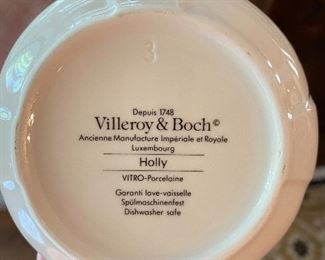 3
Depuis 1748
Villeroy & Boch©
Ancienne Manufacture Impériale et Royale
Luxembourg
Holly
VITRO-Porcelaine
Garanti lave-vaisselle
Spülmaschinenfest
Dishwasher safe